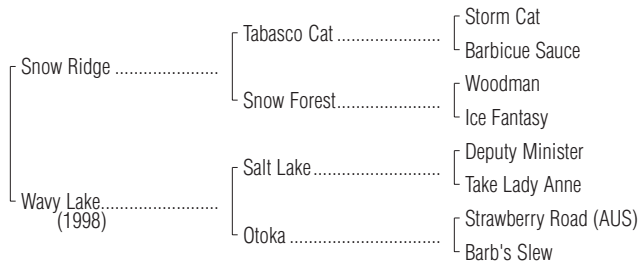 Storm Cat
Tabasco Cat ......................
Barbicue Sauce
Snow Ridge ......................
Woodman
Snow Forest......................
Ice Fantasy
Deputy Minister
Salt Lake ...........................
Take Lady Anne
Wavy Lake.........................
(1998)
Strawberry Road (AUS)
Otoka ................................
Barb's Slew